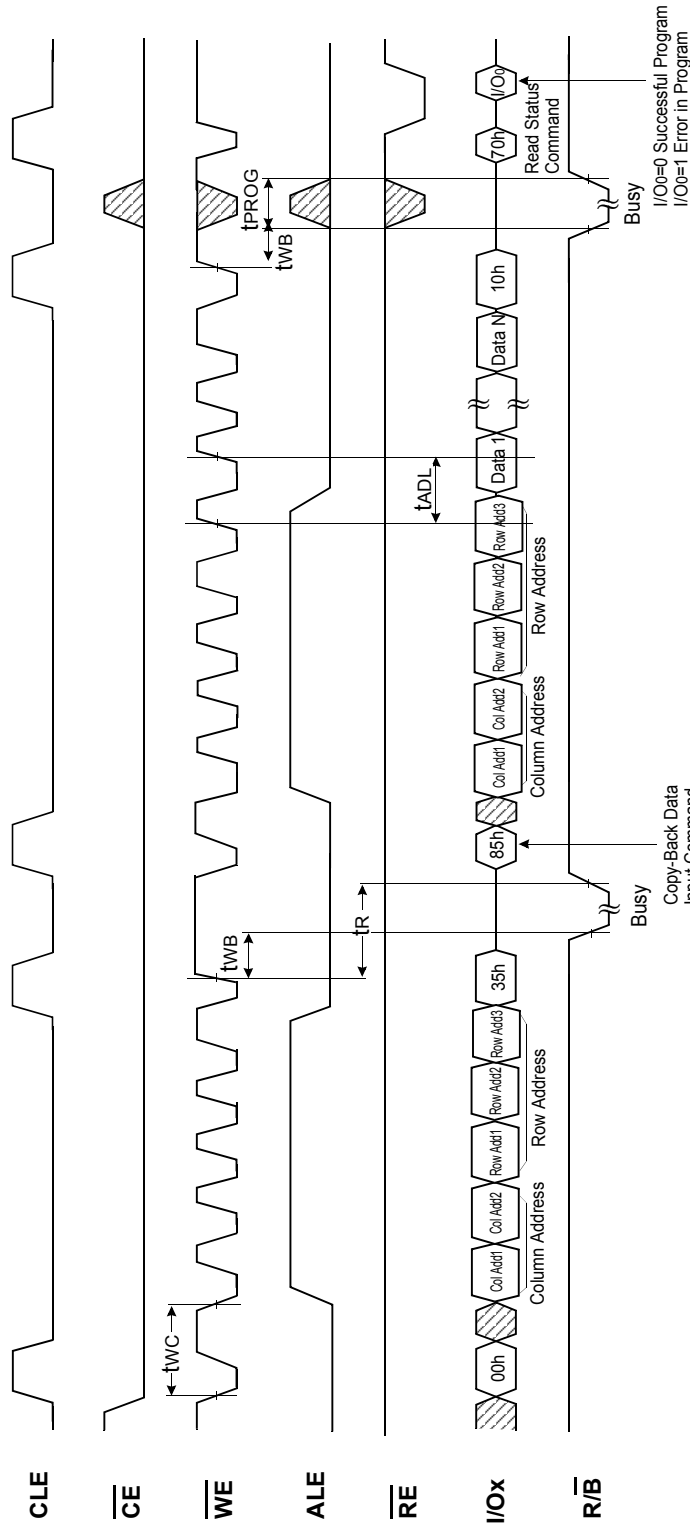 CLE
CE
tWC
WE
tWB
tPROG
tWB
ALE
tR
tADL
RE
I/Ox
00h
Col Add1
Col Add2
Row Add1
Row Add2
Row Add3
35h
85h
Col Add1
Col Add2
Row Add1
Row Add2
Row Add3
Data 1
Data N
10h
70h
I/O0
Column Address
Row Address
Column Address
Row Address
Read Status
Command
R/B
Busy
Busy
Copy-Back Data
Input Command
I/O0=0 Successful Program
I/O0=1 Error in Program